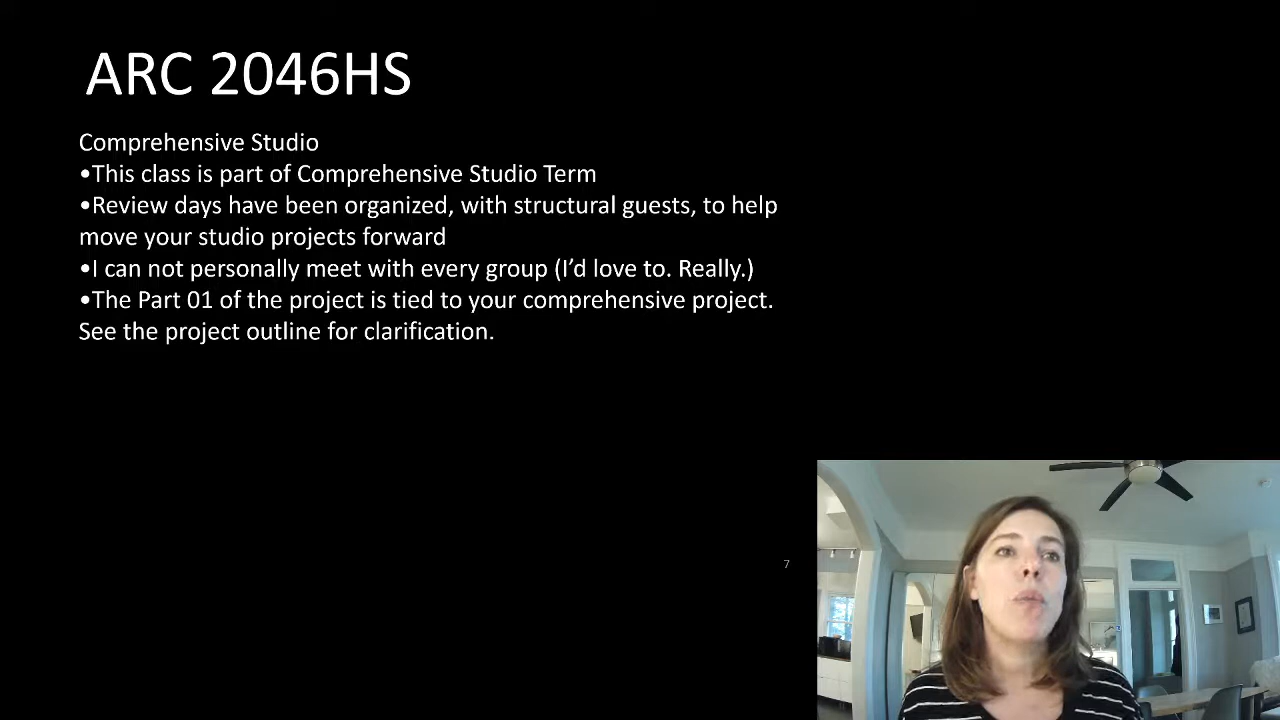 ARC 2046HS
Comprehensive Studio
•This class is part of Comprehensive Studio Term
•Review days have been organized, with structural guests, to help
move your studio projects forward
•I can not personally meet with every group (I’d love to. Really.)
•The Part 01 of the project is tied to your comprehensive project.
See the project outline for clarification.
7